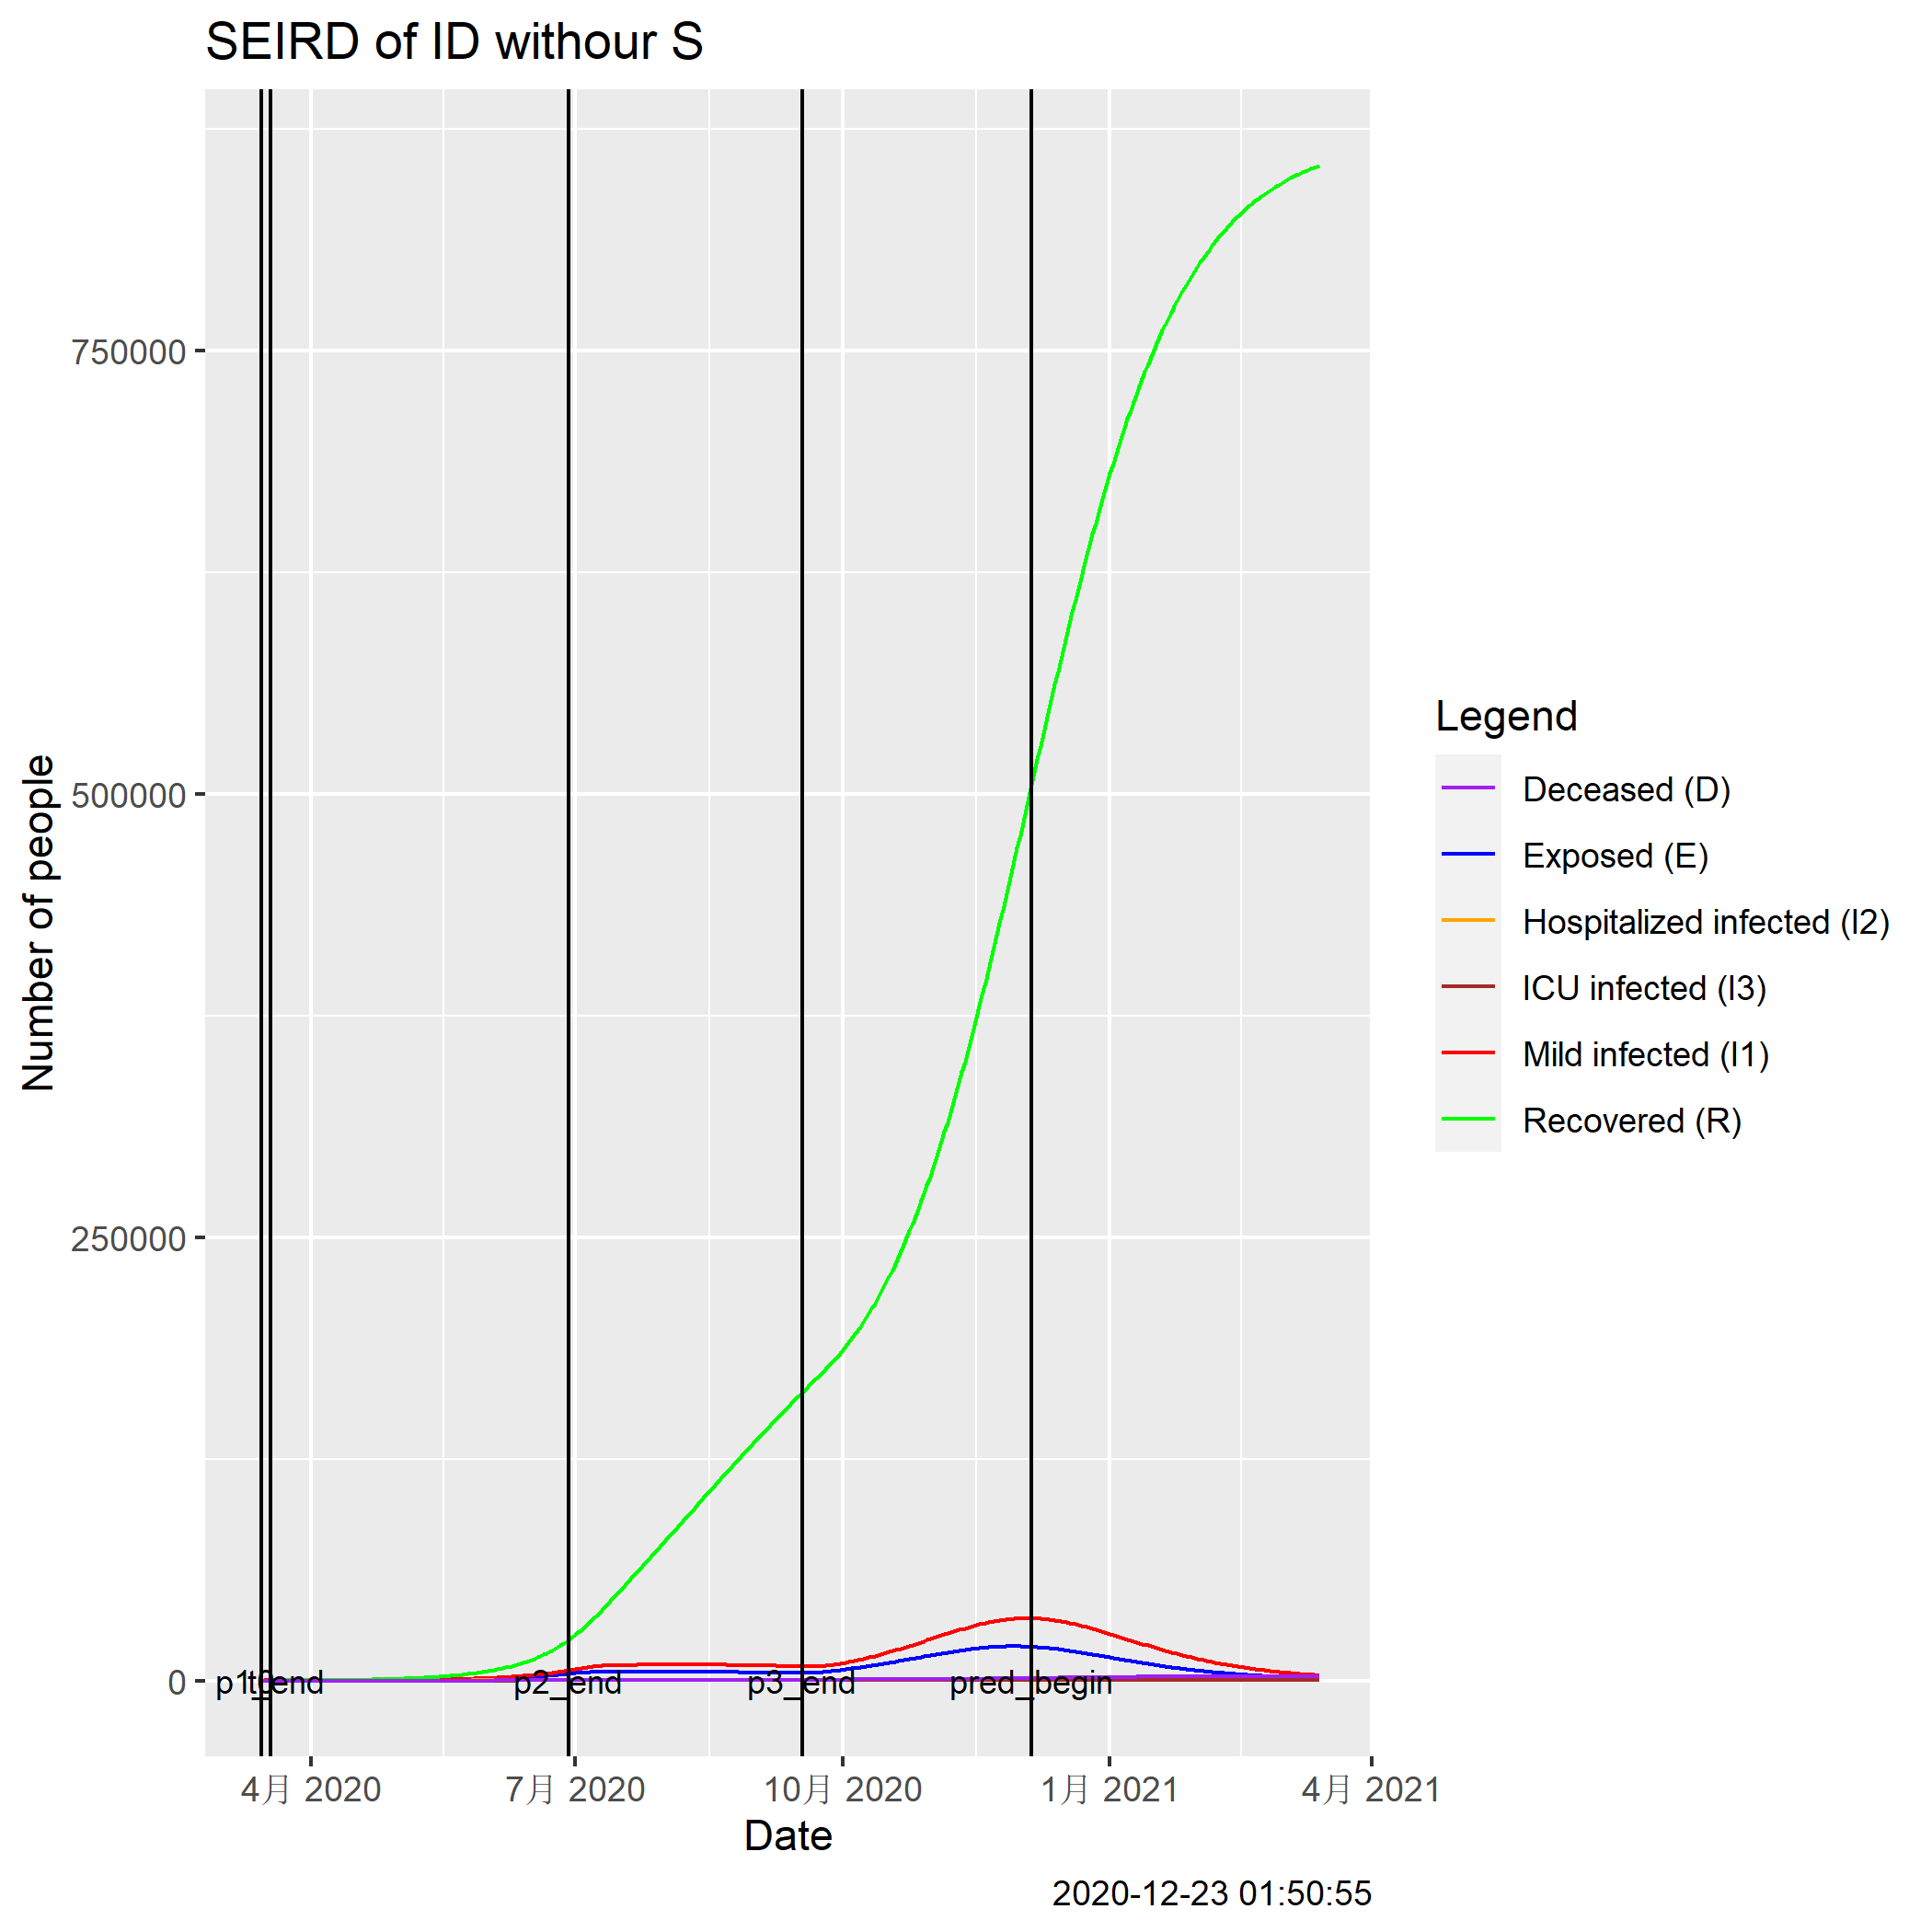 SEIRD of ID withour S
Number of people
750000
500000
250000
0
p1_end
p2_end
p3_end
pred_begin
4月 2020
7月 2020
10月 2020
1月 2021
4月 2021
Date
Legend
Deceased (D)
Exposed (E)
Hospitalized infected (I2)
ICU infected (I3)
Mild infected (I1)
Recovered (R)
2020-12-23 01:50:55